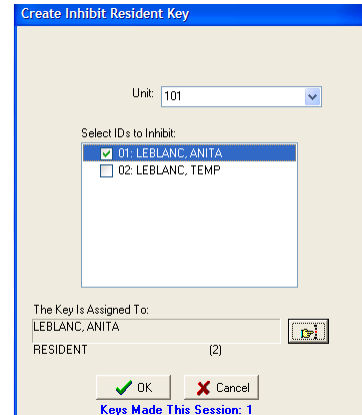 Create Inhibit Resident Key
Unit: 101
Select IDs to Inhibit:
01: LEBLANC, ANITA
02: LEBLANC, TEMP
The Key Is Assigned To:
LEBLANC, ANITA
RESIDENT (2)
OK Cancel
Keys Made This Session: 1